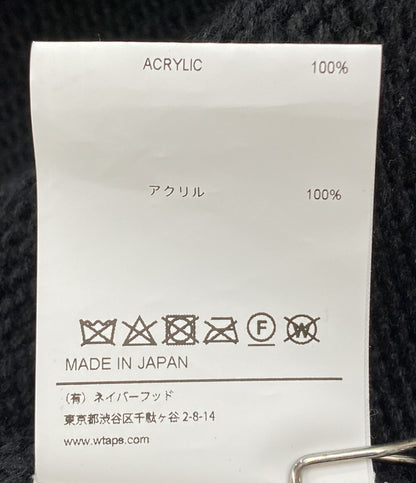 ACRYLIC 100%
アクリル 100%
F W
MADE IN JAPAN
(有) ネイバーフッド
東京都渋谷区千駄ヶ谷 2-8-14
www.wtaps.com